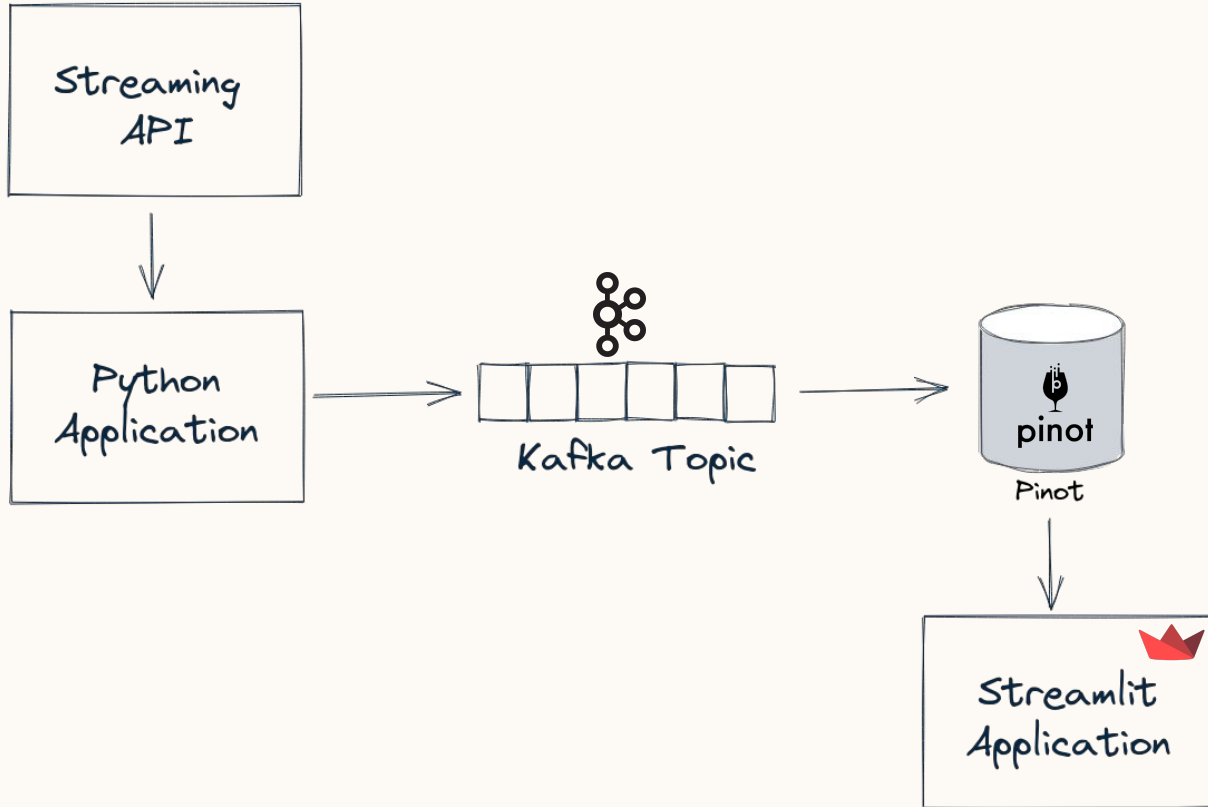 Streaming
API
Python
Application
Kafka Topic
pinot
Pinot
Streamlit
Application